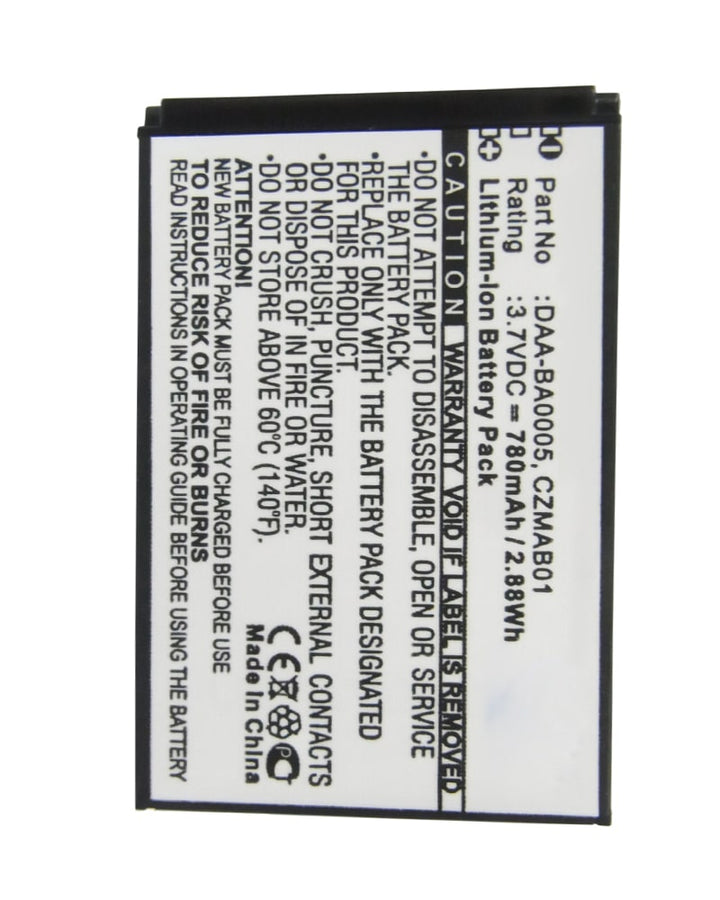 Part No :DAA-BA0005, CZMAB01
Rating :3.7VDC ⎓ 780mAh / 2.88Wh
Lithium-Ion Battery Pack
CAUTION WARRANTY VOID IF LABEL IS REMOVED
•DO NOT ATTEMPT TO DISASSEMBLE, OPEN OR SERVICE
THE BATTERY PACK.
•REPLACE ONLY WITH THE BATTERY PACK DESIGNATED
FOR THIS PRODUCT.
•DO NOT CRUSH, PUNCTURE, SHORT EXTERNAL CONTACTS
OR DISPOSE OF IN FIRE OR WATER.
•DO NOT STORE ABOVE 60°C (140°F).
ATTENTION!
NEW BATTERY PACK MUST BE FULLY CHARGED BEFORE USE
TO REDUCE RISK OF FIRE OR BURNS
READ INSTRUCTIONS IN OPERATING GUIDE BEFORE USING THE BATTERY
CE
Made In China